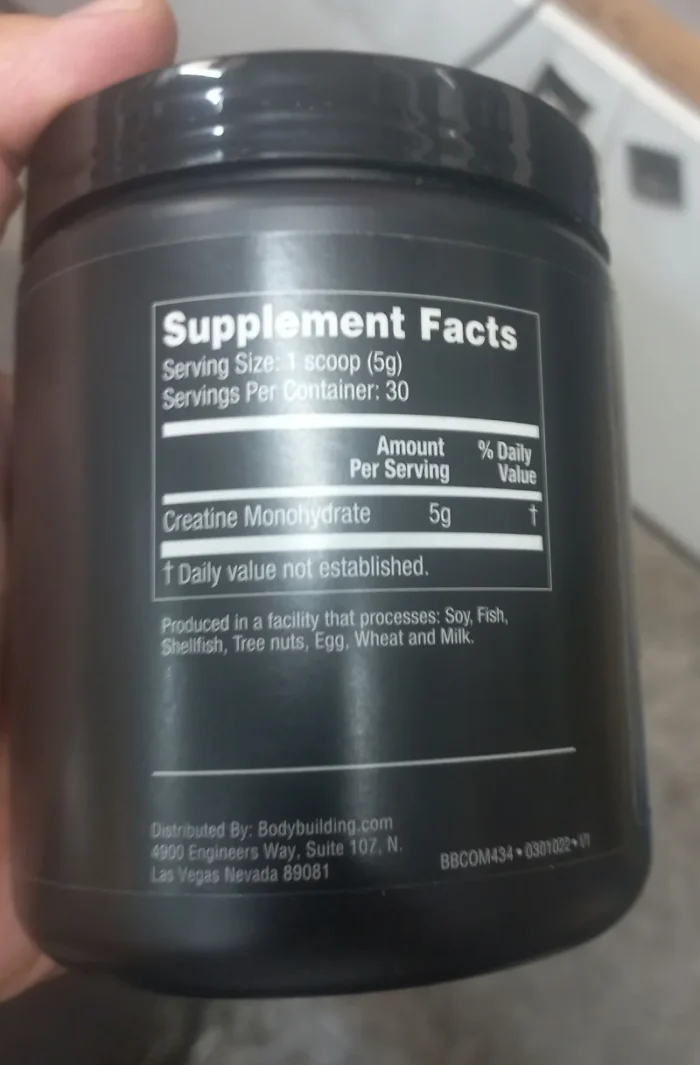 Supplement Facts
Serving Size: 1 scoop (5g)
Servings Per Container: 30
Amount Per Serving
% Daily Value
Creatine Monohydrate 5g †
† Daily value not established.
Produced in a facility that processes: Soy, Fish,
Shellfish, Tree nuts, Egg, Wheat and Milk.
Distributed By: Bodybuilding.com
4900 Engineers Way, Suite 107, N.
Las Vegas Nevada 89081
BBCOM434 • 0301022 • V1